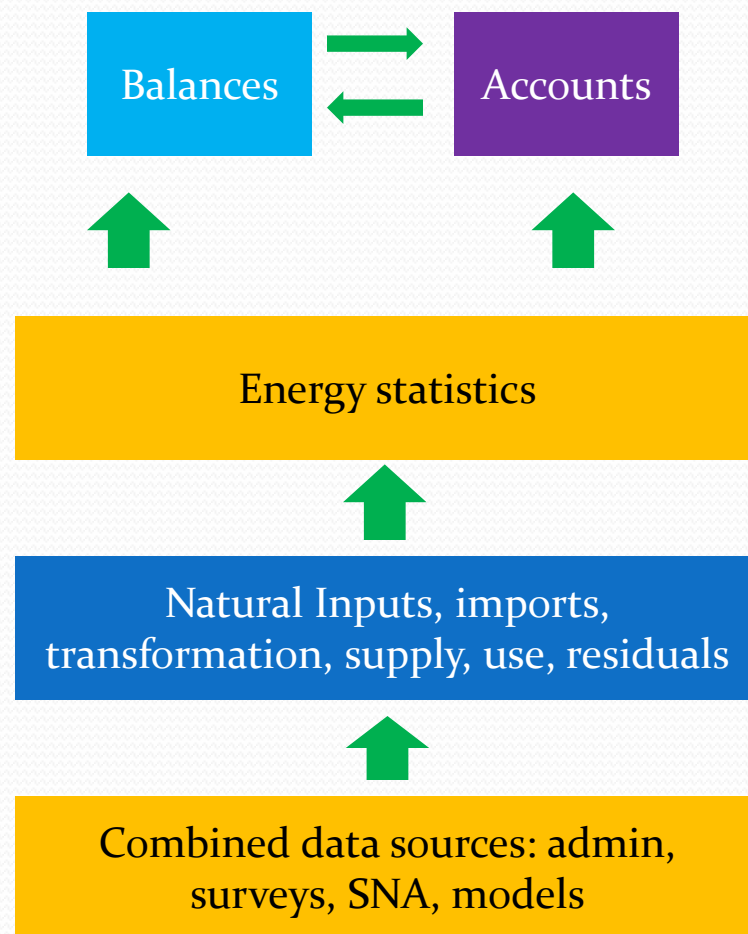 Balances
Accounts
Energy statistics
Natural Inputs, imports,
transformation, supply, use, residuals
Combined data sources: admin,
surveys, SNA, models